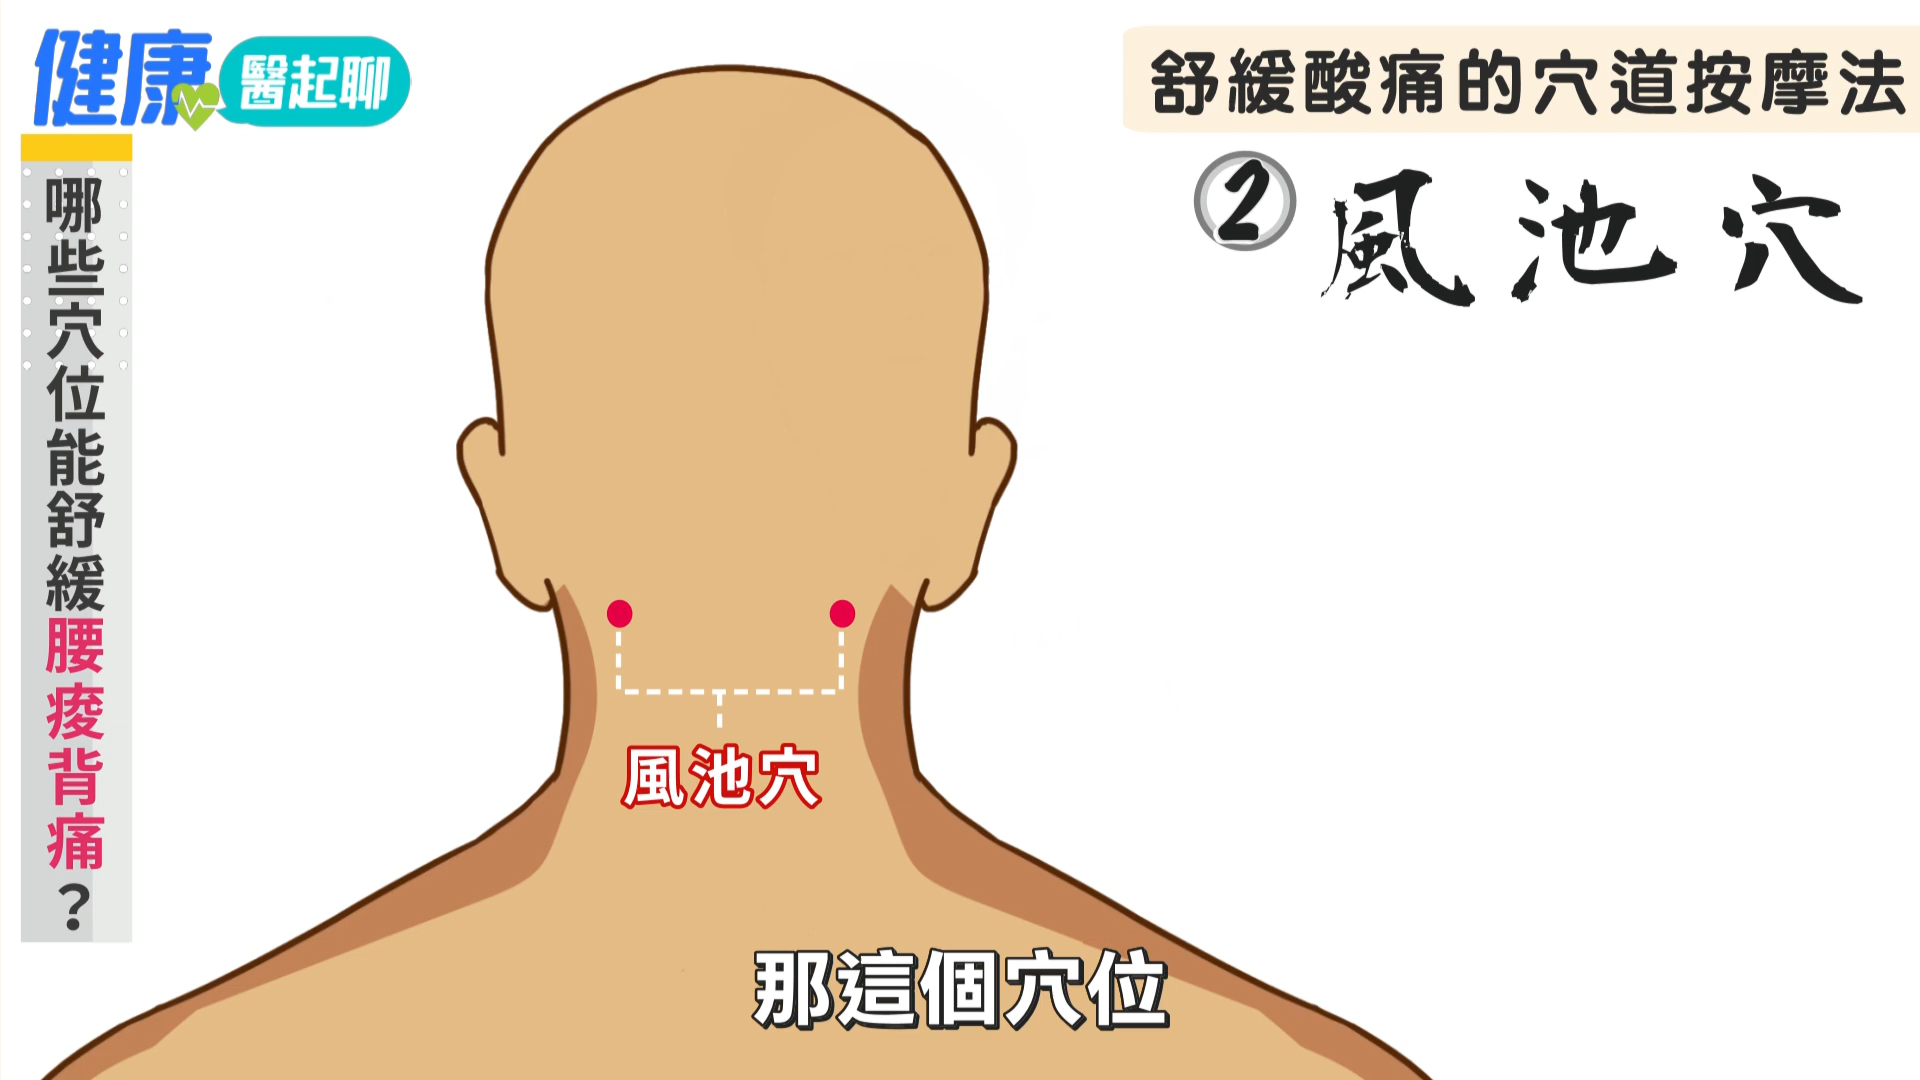 健康
醫起聊
舒緩酸痛的穴道按摩法
2 風池穴
哪些穴位能舒緩腰痠背痛?
風池穴
那這個穴位